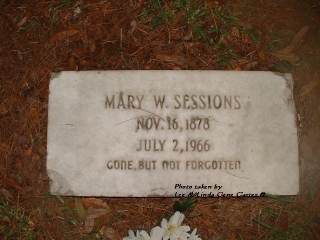 MARY W. SESSIONS
NOV. 16, 1878
JULY 2, 1966
GONE, BUT NOT FORGOTTEN
Photo taken by